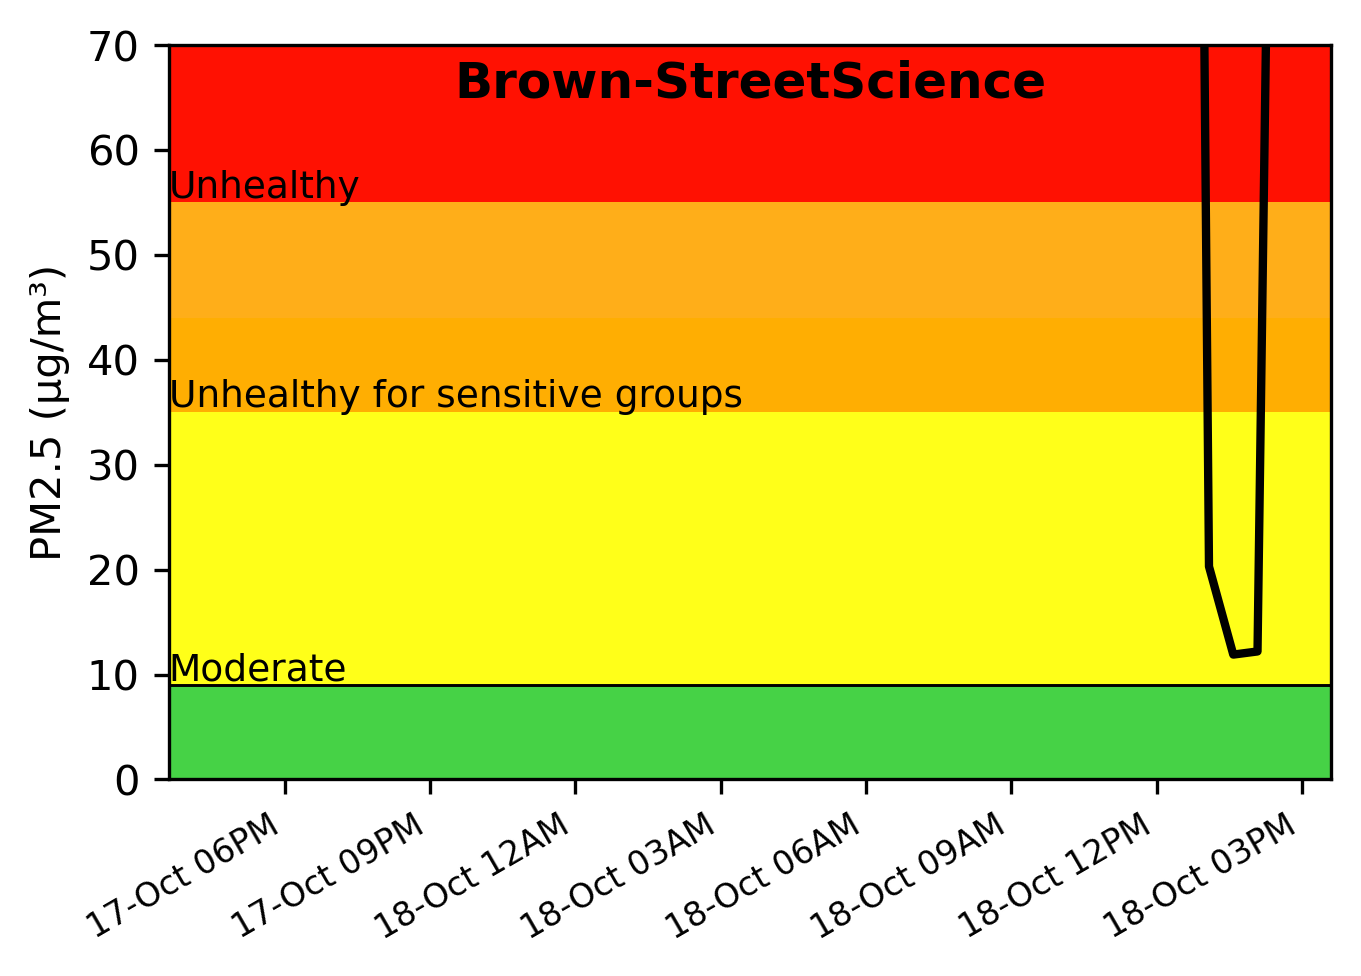 Brown-StreetScience
PM2.5 (µg/m³)
70
60
50
40
30
20
10
0
Unhealthy
Unhealthy for sensitive groups
Moderate
17-Oct 06PM
17-Oct 09PM
18-Oct 12AM
18-Oct 03AM
18-Oct 06AM
18-Oct 09AM
18-Oct 12PM
18-Oct 03PM